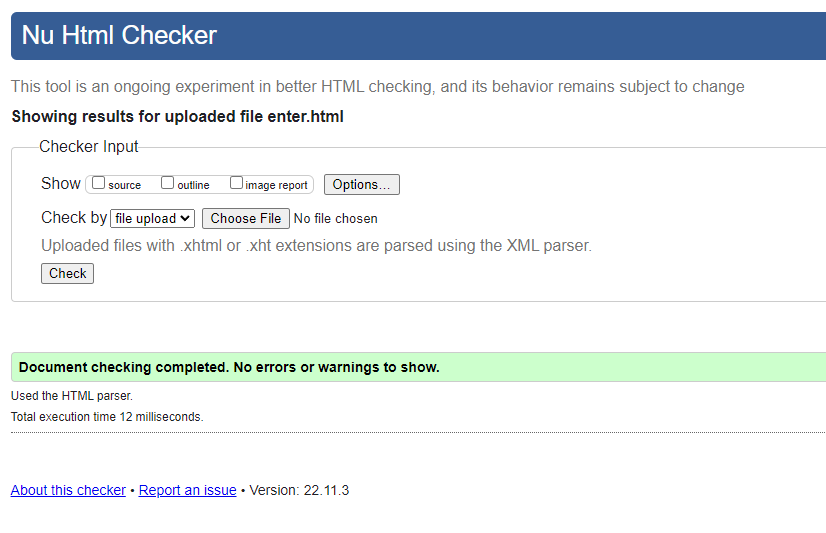 Nu Html Checker
This tool is an ongoing experiment in better HTML checking, and its behavior remains subject to change
Showing results for uploaded file enter.html
Checker Input
Show source outline image report Options...
Check by file upload Choose File No file chosen
Uploaded files with .xhtml or .xht extensions are parsed using the XML parser.
Check
Document checking completed. No errors or warnings to show.
Used the HTML parser.
Total execution time 12 milliseconds.
About this checker • Report an issue • Version: 22.11.3